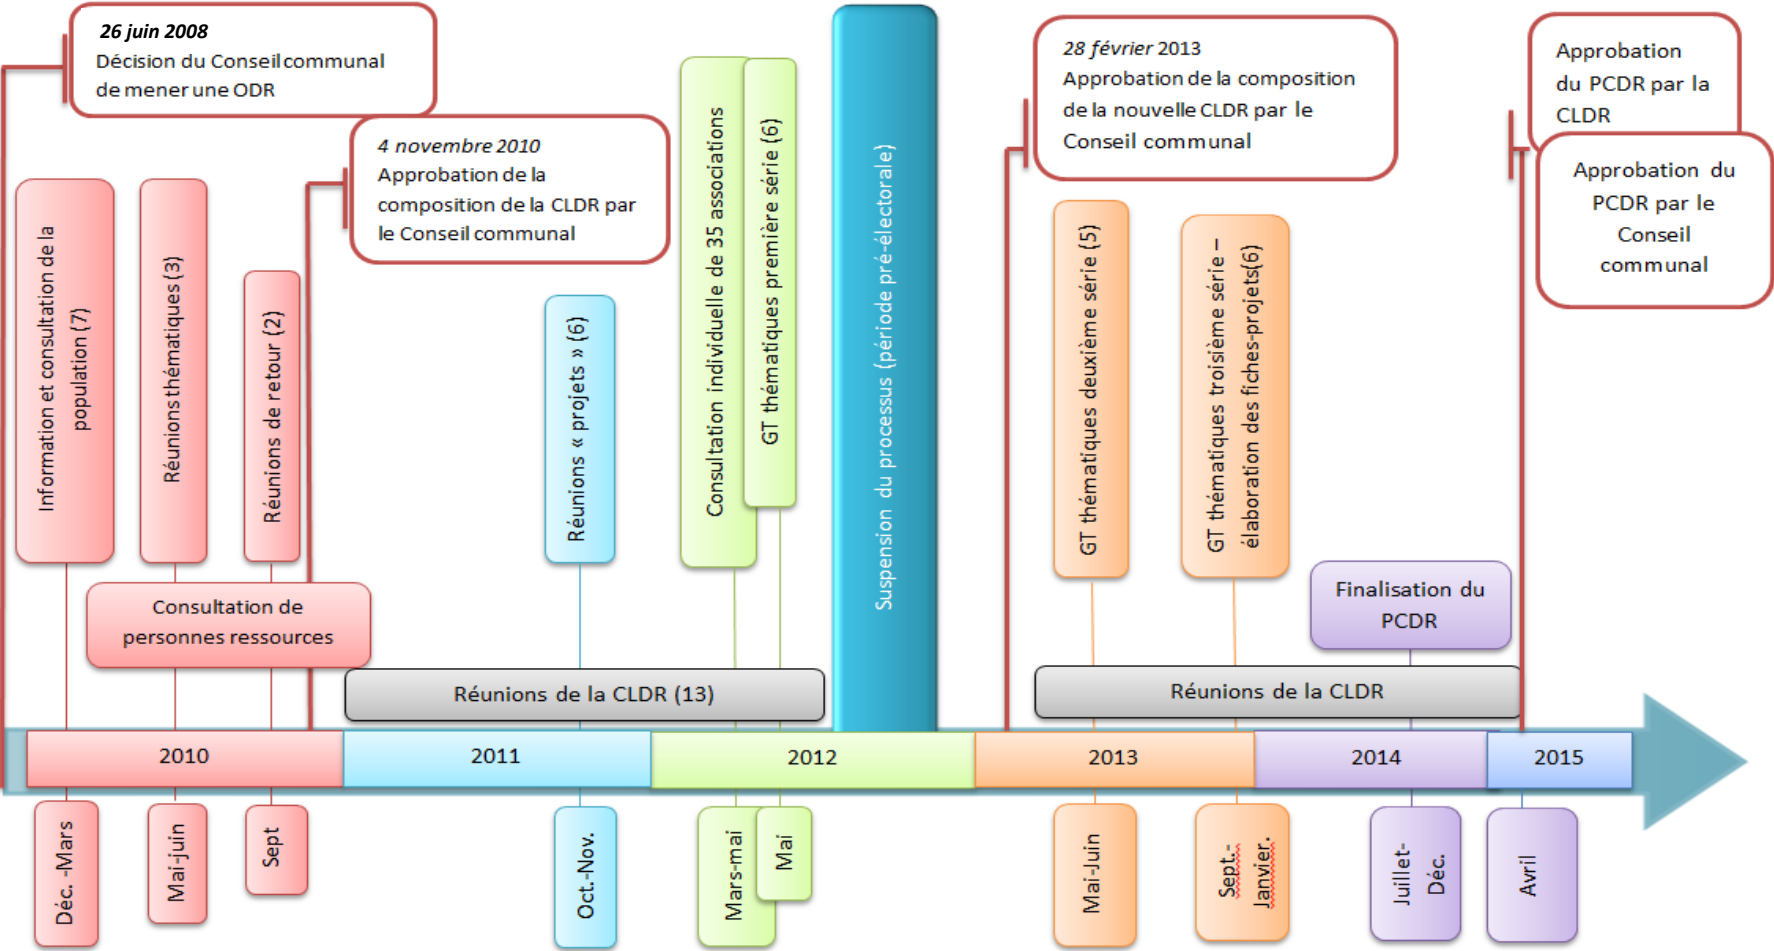 26 juin 2008
Décision du Conseil communal
de mener une ODR
4 novembre 2010
Approbation de la
composition de la CLDR par
le Conseil communal
28 février 2013
Approbation de la composition
de la nouvelle CLDR par le
Conseil communal
Approbation
du PCDR par la
CLDR
Approbation du
PCDR par le
Conseil
communal
Information et consultation de la
population (7)
Réunions thématiques (3)
Réunions de retour (2)
Réunions « projets » (6)
Consultation individuelle de 35 associations
GT thématiques première série (6)
Suspension du processus (période pré-électorale)
GT thématiques deuxième série (5)
GT thématiques troisième série –
élaboration des fiches-projets(6)
Consultation de
personnes ressources
Finalisation du
PCDR
Réunions de la CLDR (13)
Réunions de la CLDR
2010
2011
2012
2013
2014
2015
Déc. -Mars
Mai-juin
Sept
Oct.-Nov.
Mars-mai
Mai
Mai-Juin
Sept.-
Janvier.
Juillet-
Déc.
Avril